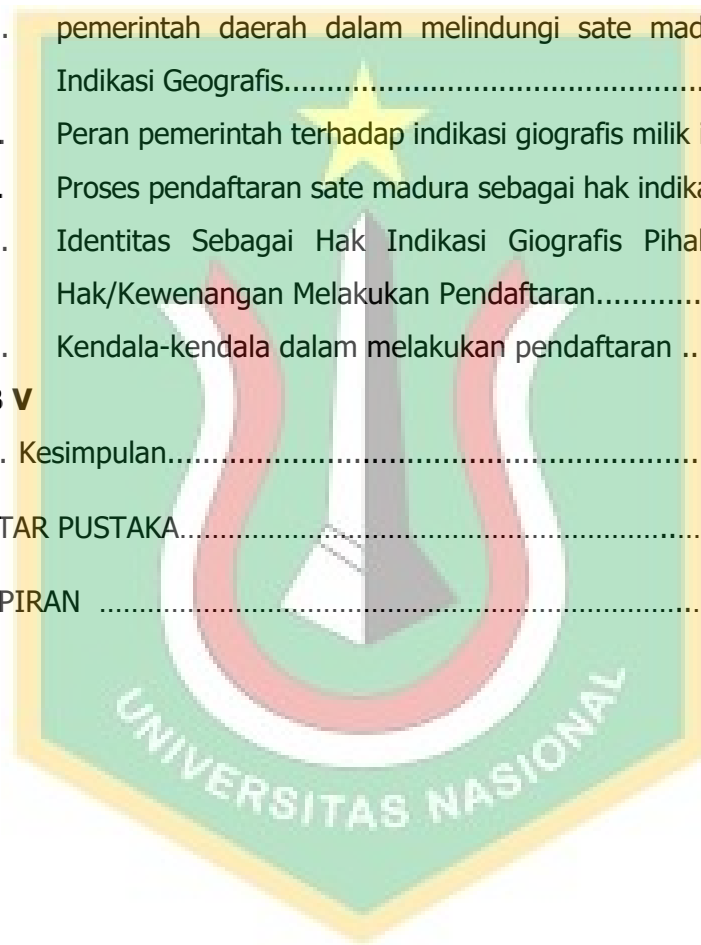 . pemerintah daerah dalam melindungi sate mad
Indikasi Geografis..................................................
. Peran pemerintah terhadap indikasi giografis milik i
. Proses pendaftaran sate madura sebagai hak indika
. Identitas Sebagai Hak Indikasi Giografis Piha
Hak/Kewenangan Melakukan Pendaftaran............
. Kendala-kendala dalam melakukan pendaftaran ..
V
. Kesimpulan..................................................................
TAR PUSTAKA..................................................................
PIRAN ..................................................................
UNIVERSITAS NASIONAL